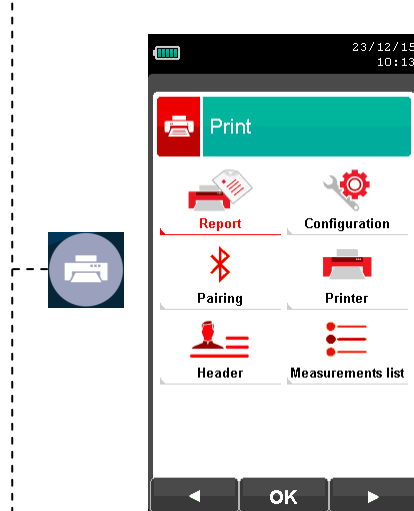 23/12/15
10:13
Print
Report
Configuration
Pairing
Printer
Header
Measurements list
OK